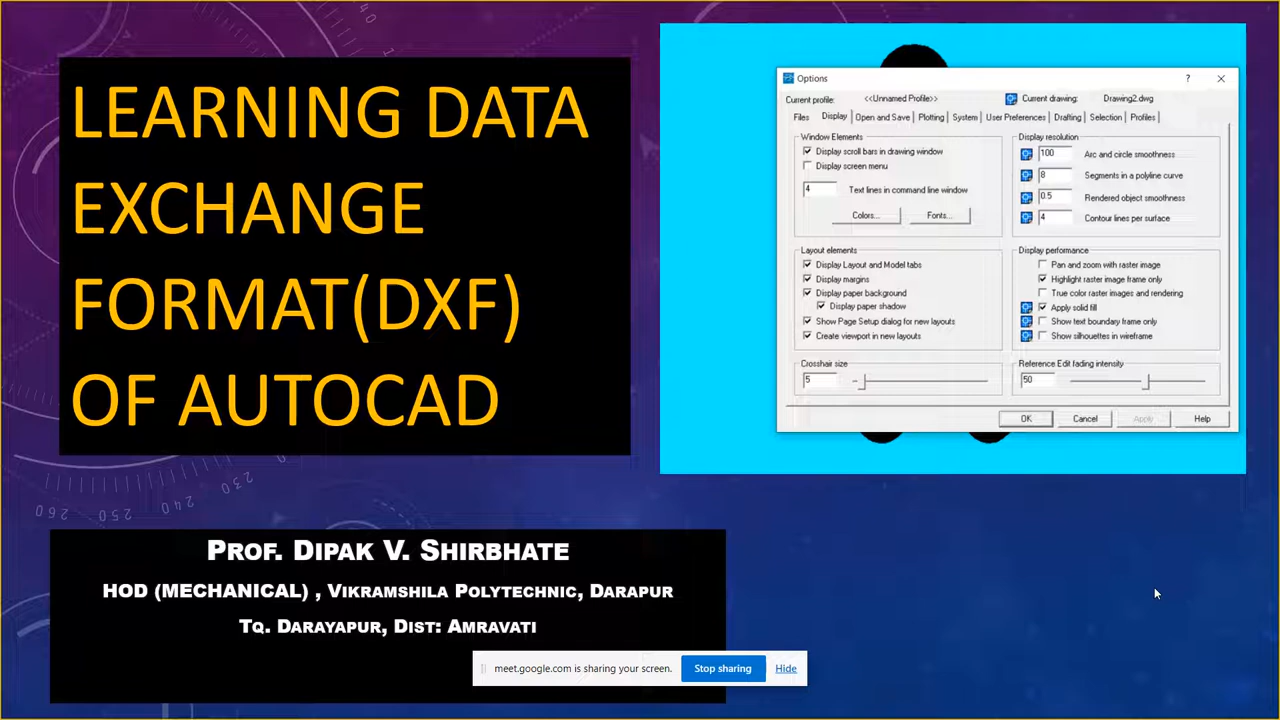 LEARNING DATA
EXCHANGE
FORMAT(DXF)
OF AUTOCAD
Options
?
Current profile:
<<Unnamed Profile>>
Current drawing:
Drawing2.dwg
Files
Display
Open and Save
Plotting
System
User Preferences
Drafting
Selection
Profiles
Window Elements
Display scroll bars in drawing window
Display screen menu
4
Text lines in command line window
Colors...
Fonts...
Display resolution
100
Arc and circle smoothness
8
Segments in a polyline curve
0.5
Rendered object smoothness
4
Contour lines per surface
Layout elements
Display Layout and Model tabs
Display margins
Display paper background
Display paper shadow
Show Page Setup dialog for new layouts
Create viewport in new layouts
Display performance
Pan and zoom with raster image
Highlight raster image frame only
True color raster images and rendering
Apply solid fill
Show text boundary frame only
Show silhouettes in wireframe
Crosshair size
5
Reference Edit fading intensity
50
OK
Cancel
Apply
Help
260
250
240
230
PROF. DIPAK V. SHIRBHATE
HOD (MECHANICAL) , VIKRAMSHILA POLYTECHNIC, DARAPUR
TQ. DARAYAPUR, DIST: AMRAVATI
meet.google.com is sharing your screen.
Stop sharing
Hide